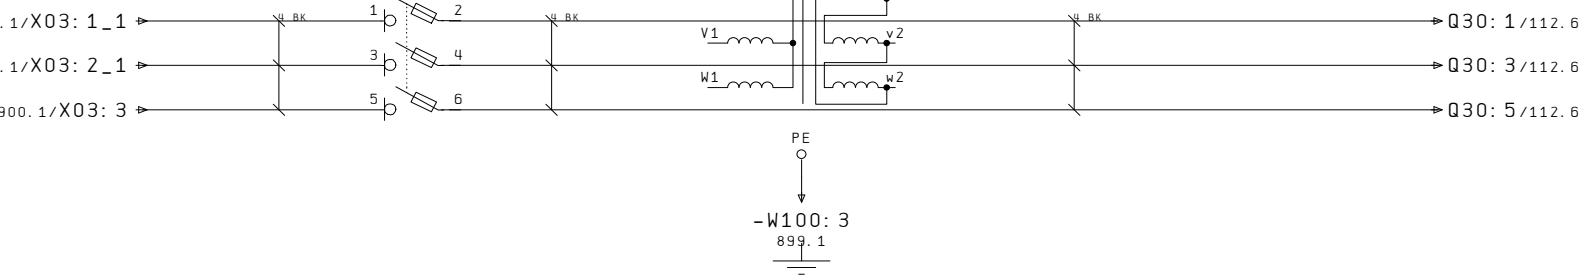 .1/X03:1_1 4 BK 1 2 4 BK 4 BK Q30:1/112.6
V1 v2
.1/X03:2_1 3 4 Q30:3/112.6
W1 w2
900.1/X03:3 5 6 Q30:5/112.6
PE
-W100:3
899.1